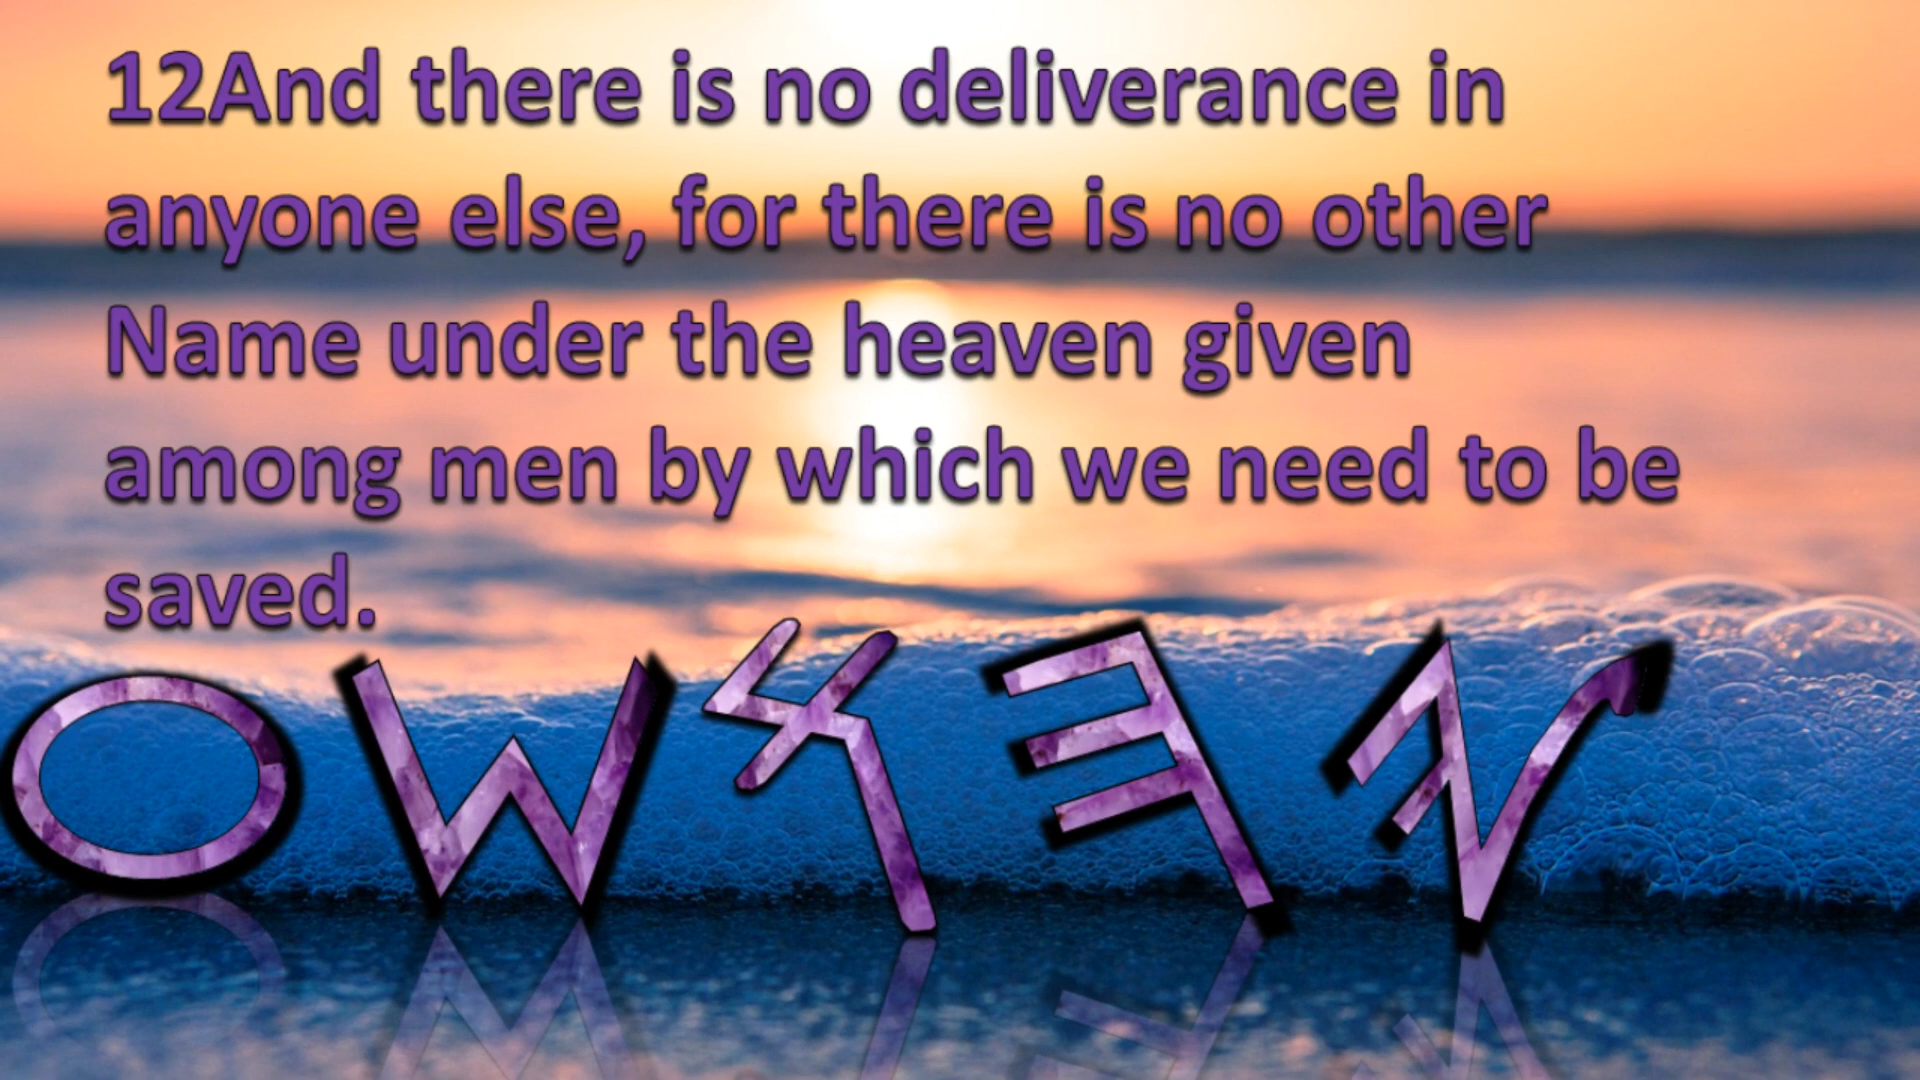 12And there is no deliverance in
anyone else, for there is no other
Name under the heaven given
among men by which we need to be
saved.
𐤉𐤄𐤅𐤔𐤏